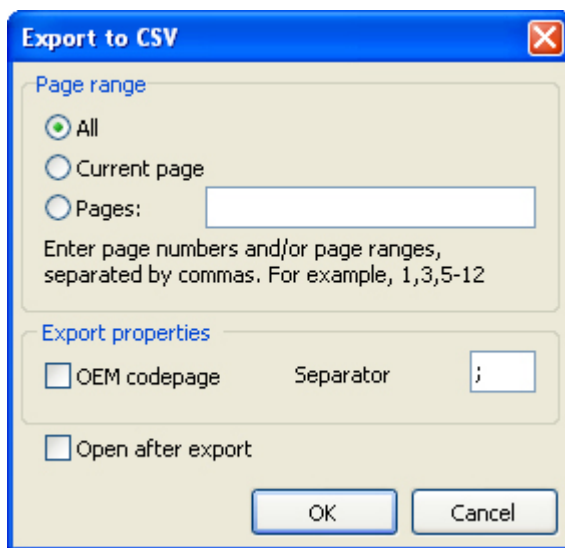 Export to CSV
Page range
All
Current page
Pages:
Enter page numbers and/or page ranges,
separated by commas. For example, 1,3,5-12
Export properties
OEM codepage Separator ;
Open after export
OK Cancel